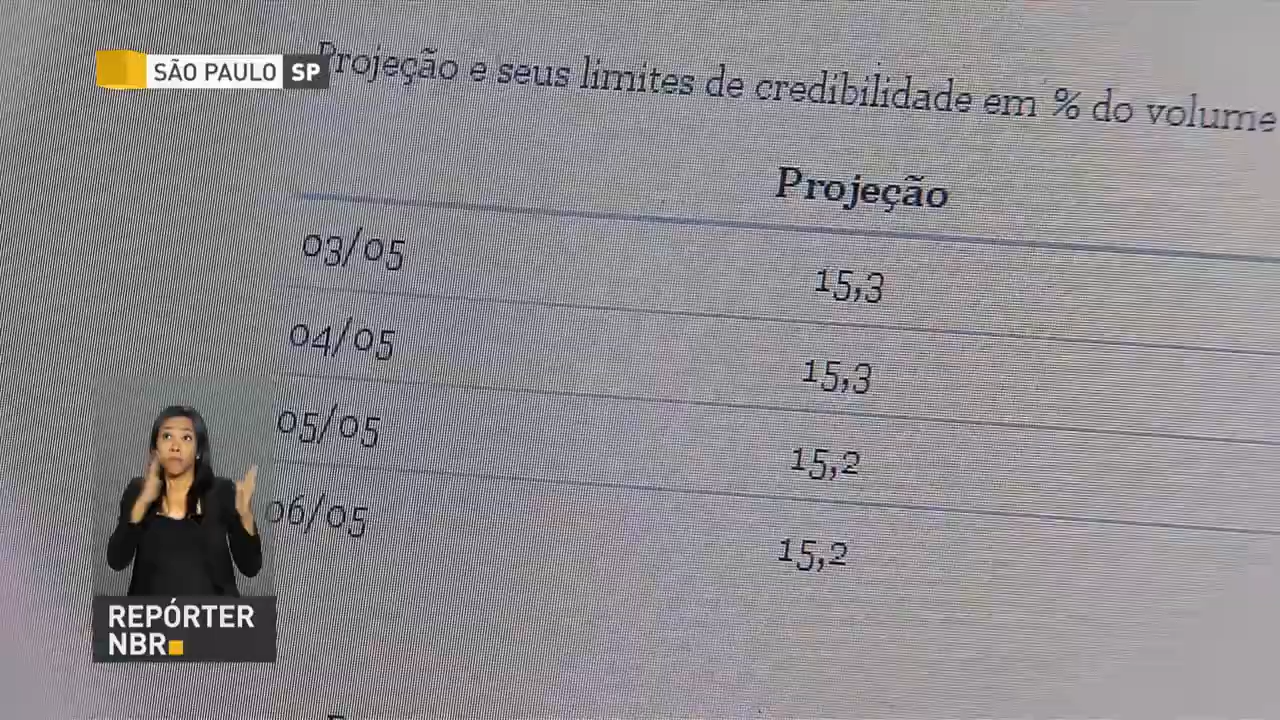 SÃO PAULO SP
Projeção e seus limites de credibilidade em % do volume
Projeção
03/05 15,3
04/05 15,3
05/05 15,2
06/05 15,2
REPÓRTER
NBR